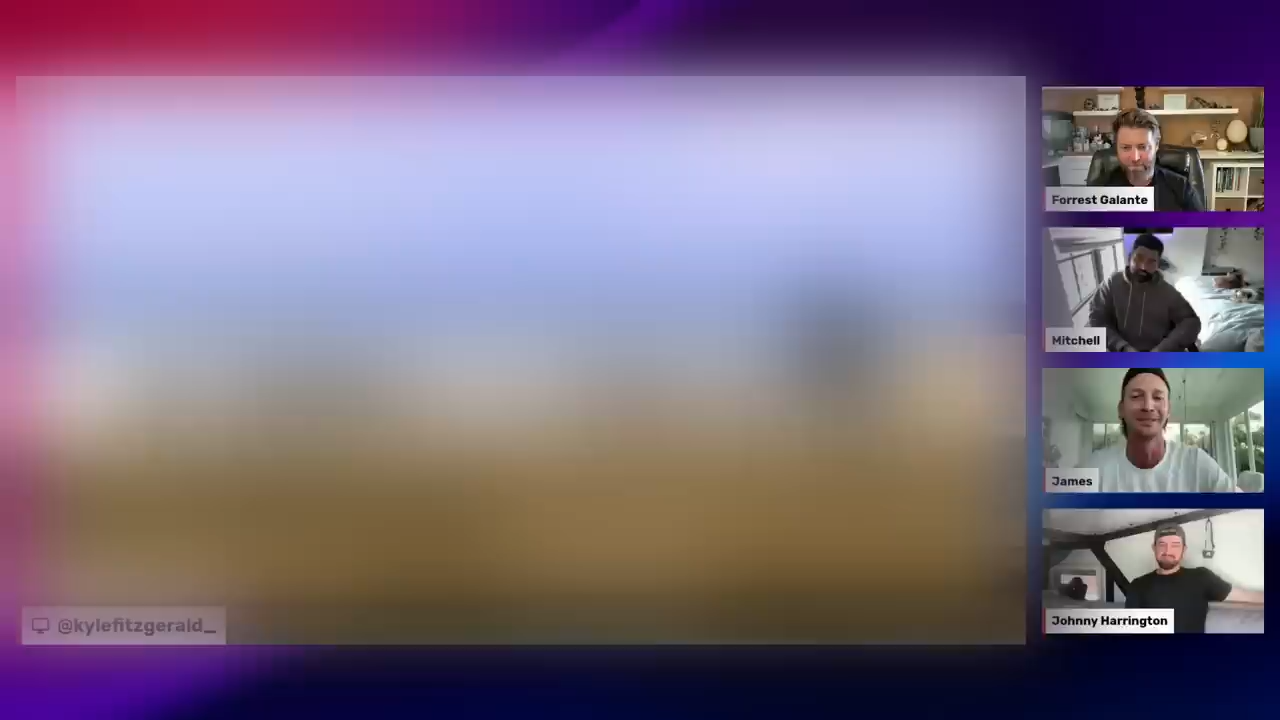 Forrest Galante
Mitchell
James
@kylefitzgerald_
Johnny Harrington